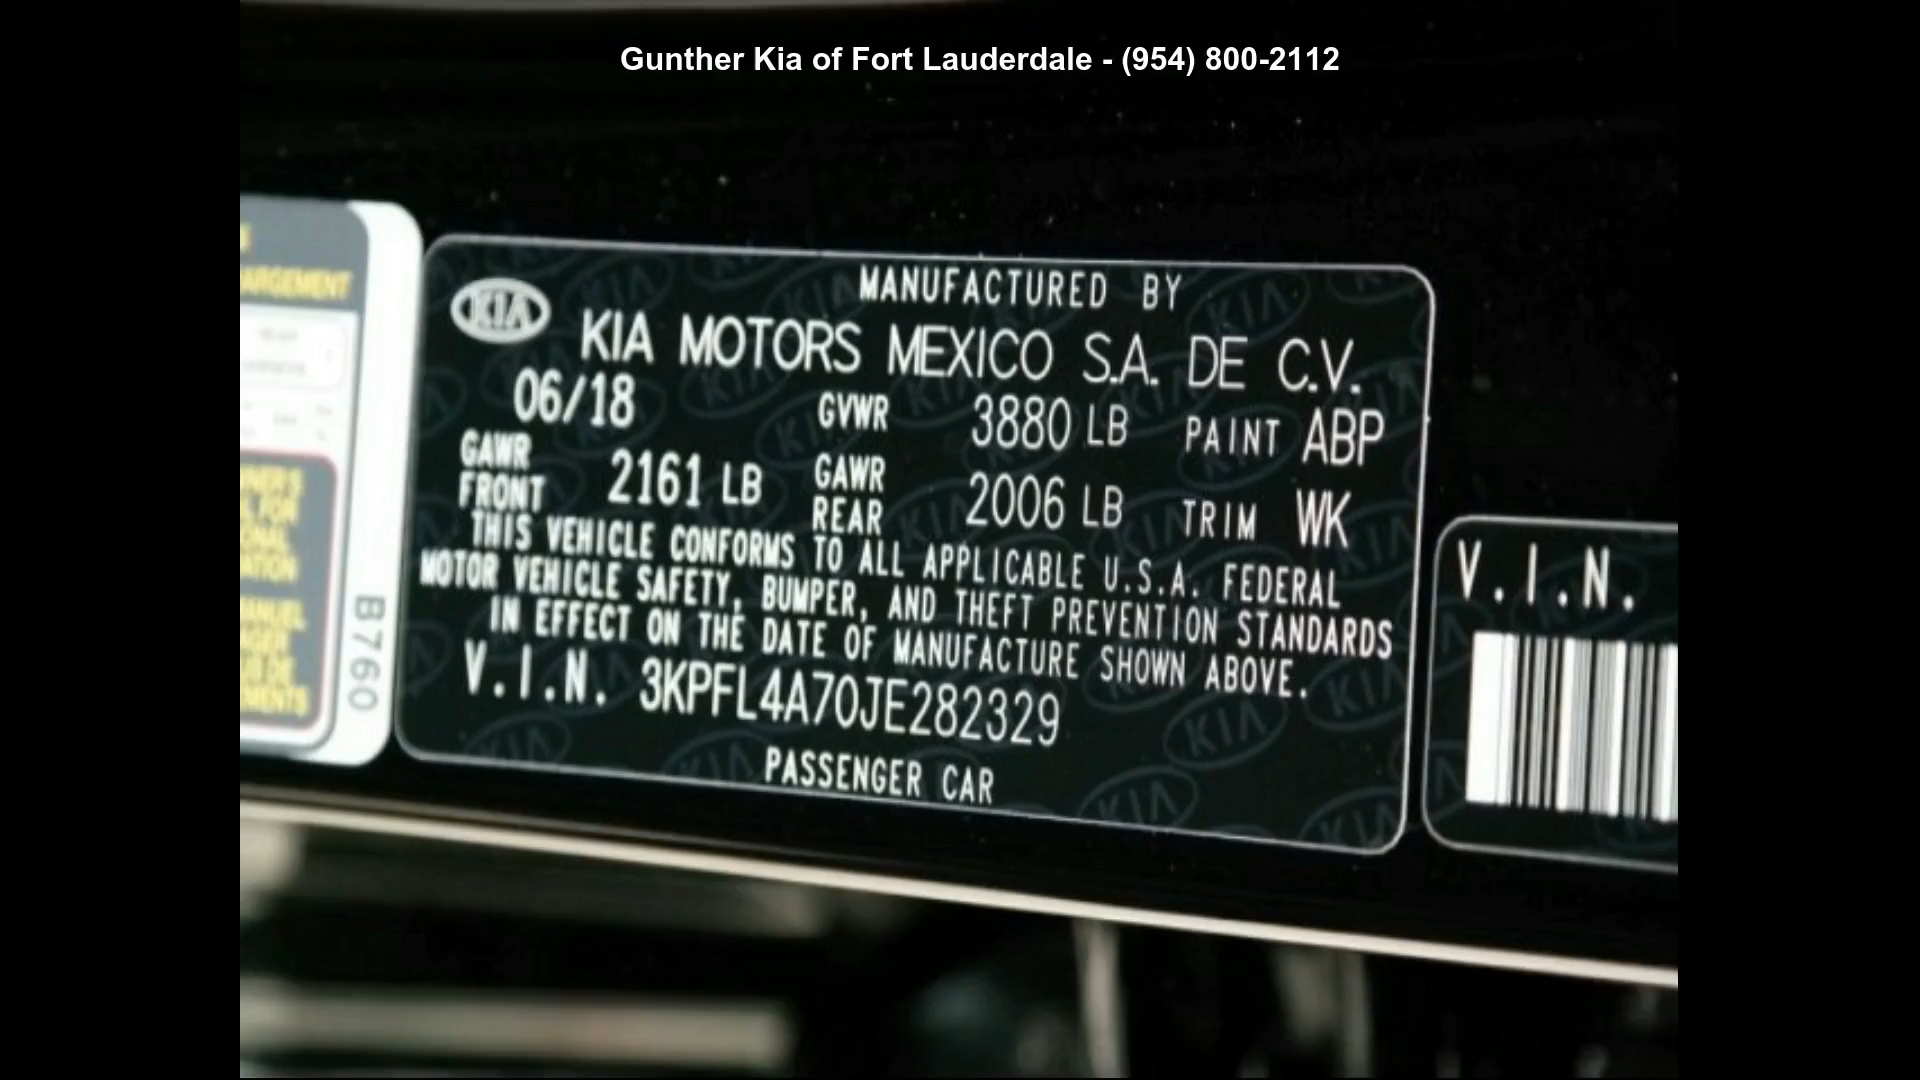 Gunther Kia of Fort Lauderdale - (954) 800-2112
MANUFACTURED BY
KIA
KIA MOTORS MEXICO S.A. DE C.V.
06/18 GVWR 3880 LB PAINT ABP
GAWR FRONT 2161 LB GAWR REAR 2006 LB TRIM WK
THIS VEHICLE CONFORMS TO ALL APPLICABLE U.S.A. FEDERAL
MOTOR VEHICLE SAFETY, BUMPER, AND THEFT PREVENTION STANDARDS
IN EFFECT ON THE DATE OF MANUFACTURE SHOWN ABOVE.
V.I.N. 3KPFL4A70JE282329
PASSENGER CAR
V.I.N.
B760